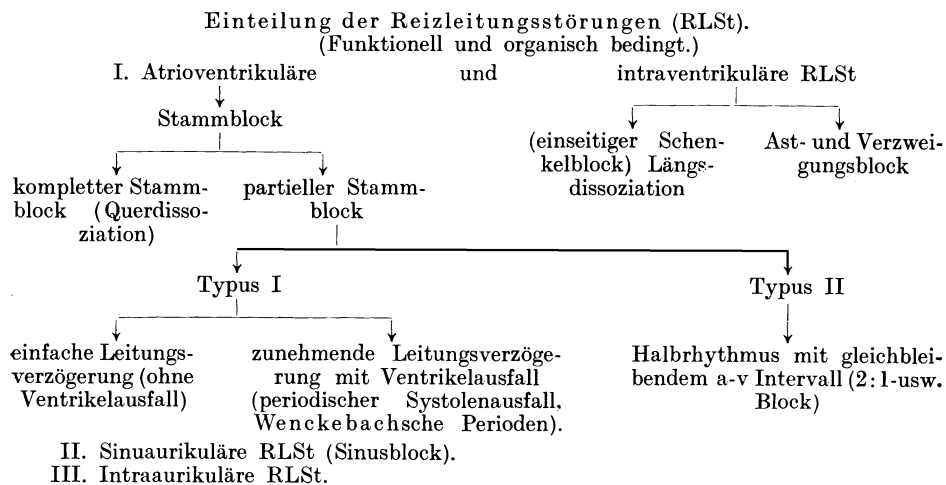 Einteilung der Reizleitungsstörungen (RLSt).
(Funktionell und organisch bedingt.)
I. Atrioventrikuläre und intraventrikuläre RLSt
Stammblock
(einseitiger Schen-
kelblock) Längs-
dissoziation
Ast- und Verzwei-
gungsblock
kompletter Stamm-
block (Querdisso-
ziation)
partieller Stamm-
block
Typus I
Typus II
einfache Leitungs-
verzögerung (ohne
Ventrikelausfall)
zunehmende Leitungsverzöge-
rung mit Ventrikelausfall
(periodischer Systolenausfall,
Wenckebachsche Perioden).
Halbrhythmus mit gleichblei-
bendem a-v Intervall (2:1-usw.
Block)
II. Sinuaurikuläre RLSt (Sinusblock).
III. Intraaurikuläre RLSt.